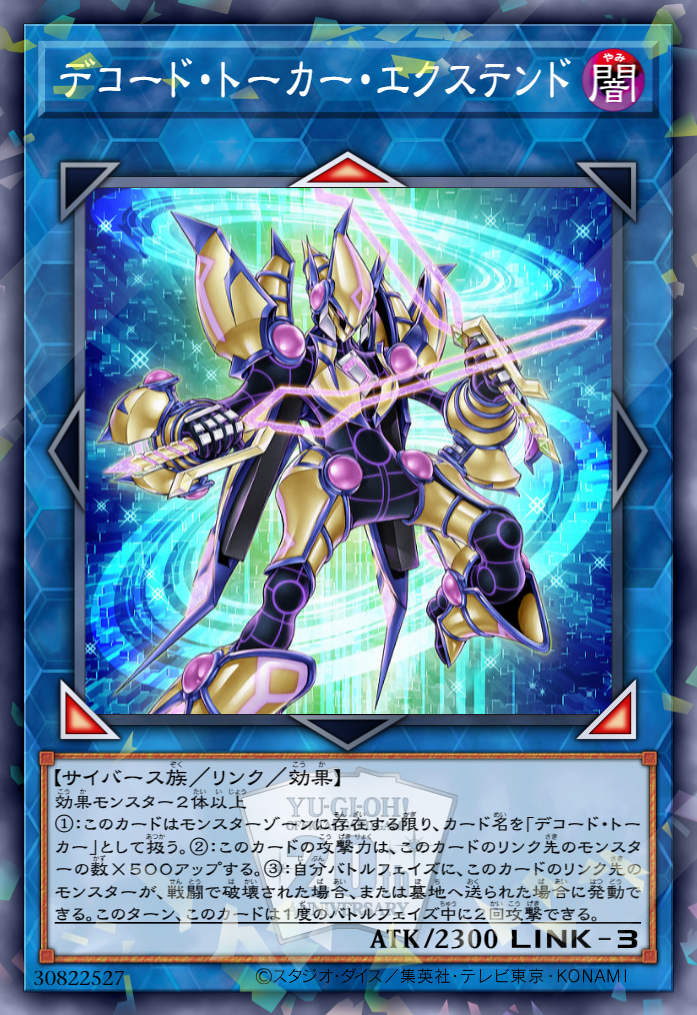 デコード・トーカー・エクステンド
闇
やみ
【サイバース族／リンク／効果】
効果モンスター２体以上
①：このカードはモンスターゾーンに存在する限り、カード名を「デコード・トー
カー」として扱う。②：このカードの攻撃力は、このカードのリンク先のモンスタ
ーの数×５００アップする。③：自分バトルフェイズに、このカードのリンク先の
モンスターが、戦闘で破壊された場合、または墓地へ送られた場合に発動で
きる。このターン、このカードは１度のバトルフェイズ中に２回攻撃できる。
YU-GI-OH!
ANNIVERSARY
ATK/2300 LINK-3
30822527 ©スタジオ・ダイス／集英社・テレビ東京・KONAMI